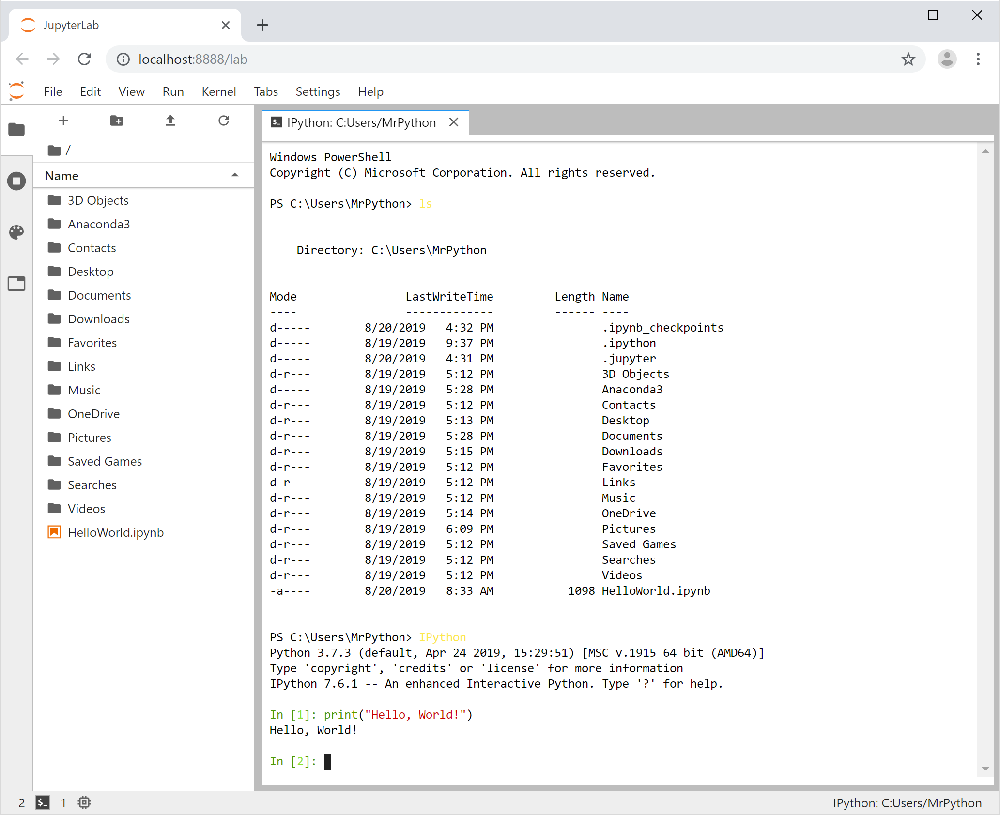 JupyterLab
localhost:8888/lab
File Edit View Run Kernel Tabs Settings Help
/
Name
3D Objects
Anaconda3
Contacts
Desktop
Documents
Downloads
Favorites
Links
Music
OneDrive
Pictures
Saved Games
Searches
Videos
HelloWorld.ipynb
$_ IPython: C:Users/MrPython
Windows PowerShell
Copyright (C) Microsoft Corporation. All rights reserved.
PS C:\Users\MrPython> ls
Directory: C:\Users\MrPython
Mode LastWriteTime Length Name
---- ------------- ------ ----
d----- 8/20/2019 4:32 PM .ipynb_checkpoints
d----- 8/19/2019 9:37 PM .ipython
d----- 8/20/2019 4:31 PM .jupyter
d-r--- 8/19/2019 5:12 PM 3D Objects
d----- 8/19/2019 5:28 PM Anaconda3
d-r--- 8/19/2019 5:12 PM Contacts
d-r--- 8/19/2019 5:13 PM Desktop
d-r--- 8/19/2019 5:28 PM Documents
d-r--- 8/19/2019 5:15 PM Downloads
d-r--- 8/19/2019 5:12 PM Favorites
d-r--- 8/19/2019 5:12 PM Links
d-r--- 8/19/2019 5:12 PM Music
d-r--- 8/19/2019 5:14 PM OneDrive
d-r--- 8/19/2019 6:09 PM Pictures
d-r--- 8/19/2019 5:12 PM Saved Games
d-r--- 8/19/2019 5:12 PM Searches
d-r--- 8/19/2019 5:12 PM Videos
-a---- 8/20/2019 8:33 AM 1098 HelloWorld.ipynb
PS C:\Users\MrPython> IPython
Python 3.7.3 (default, Apr 24 2019, 15:29:51) [MSC v.1915 64 bit (AMD64)]
Type 'copyright', 'credits' or 'license' for more information
IPython 7.6.1 -- An enhanced Interactive Python. Type '?' for help.
In [1]: print("Hello, World!")
Hello, World!
In [2]:
2 $_ 1 IPython: C:Users/MrPython